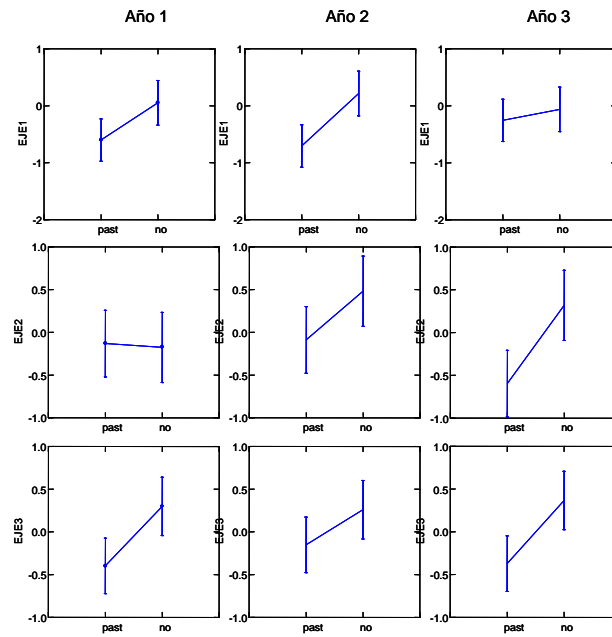 Año 1 Año 2 Año 3
1 1 1
0 0 0
EJE1 EJE1 EJE1
-1 -1 -1
-2 -2 -2
past no past no past no
1.0 1.0 1.0
0.5 0.5 0.5
EJE2 EJE2 EJE2
0.0 0.0 0.0
-0.5 -0.5 -0.5
-1.0 -1.0 -1.0
past no past no past no
1.0 1.0 1.0
0.5 0.5 0.5
EJE3 EJE3 EJE3
0.0 0.0 0.0
-0.5 -0.5 -0.5
-1.0 -1.0 -1.0
past no past no past no